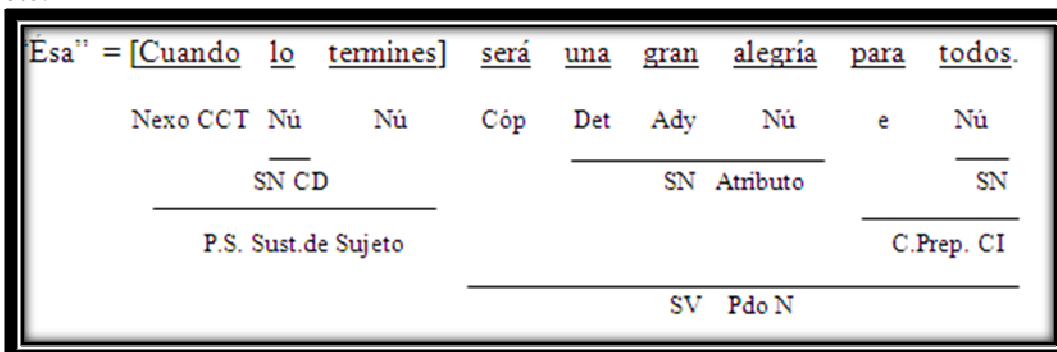 "Ésa" = [Cuando lo termines] será una gran alegría para todos.
Nexo CCT Nú Nú Cóp Det Ady Nú e Nú
SN CD SN Atributo SN
P.S. Sust.de Sujeto C.Prep. CI
SV Pdo N